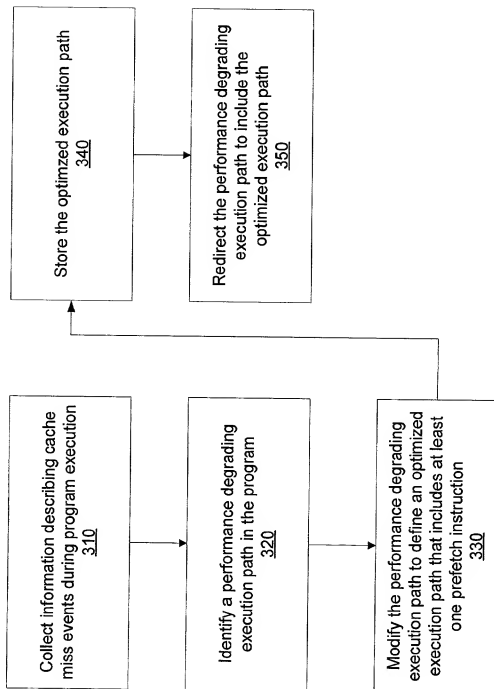 Collect information describing cache
miss events during program execution
310
Identify a performance degrading
execution path in the program
320
Modify the performance degrading
execution path to define an optimized
execution path that includes at least
one prefetch instruction
330
Store the optimzed execution path
340
Redirect the performance degrading
execution path to include the
optimized execution path
350